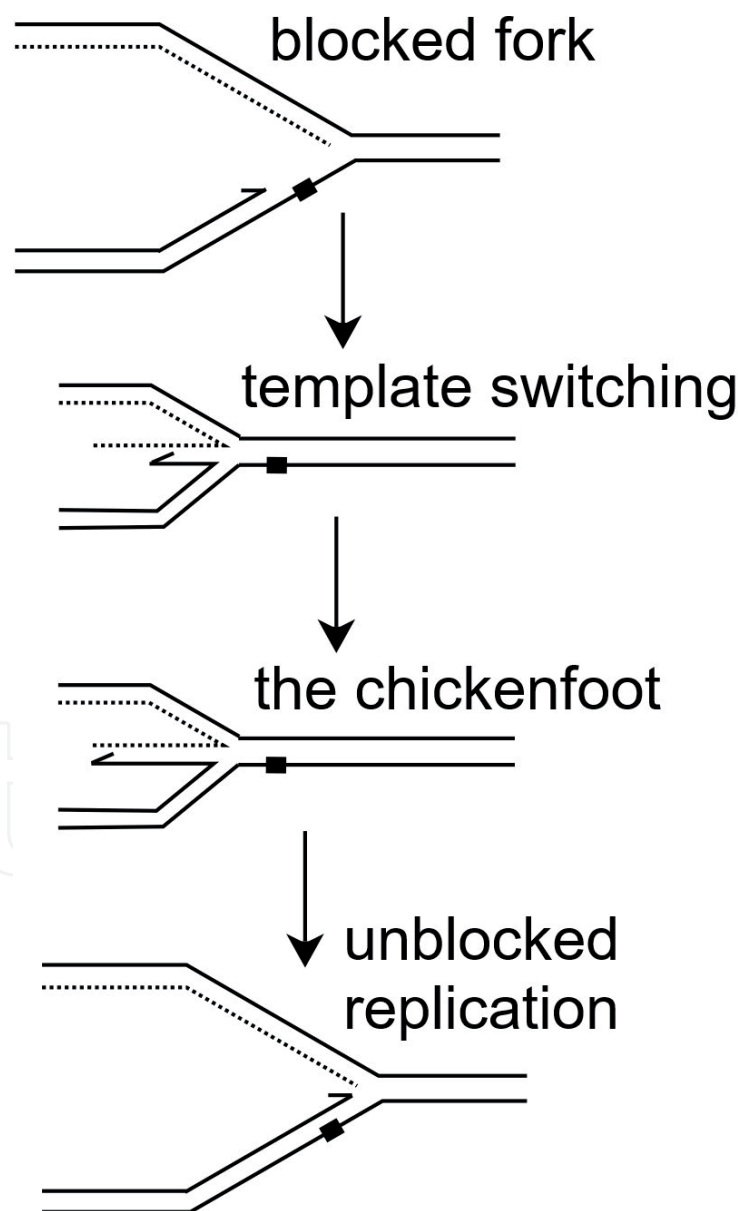 blocked fork
template switching
the chickenfoot
unblocked
replication